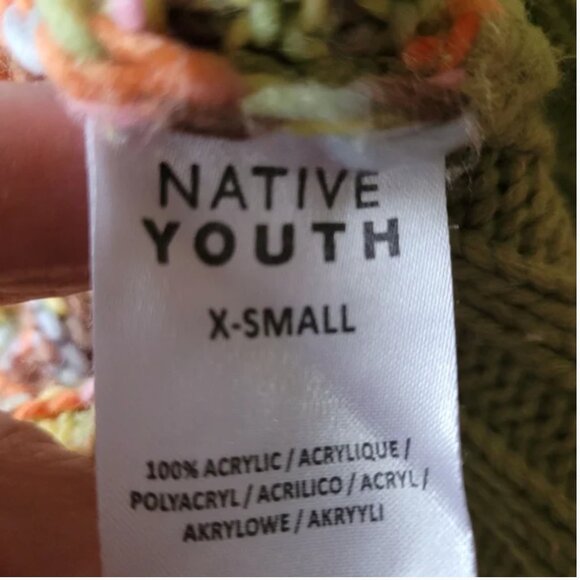 NATIVE
YOUTH
X-SMALL
100% ACRYLIC / ACRYLIQUE /
POLYACRYL / ACRILICO / ACRYL /
AKRYLOWE / AKRYYLI